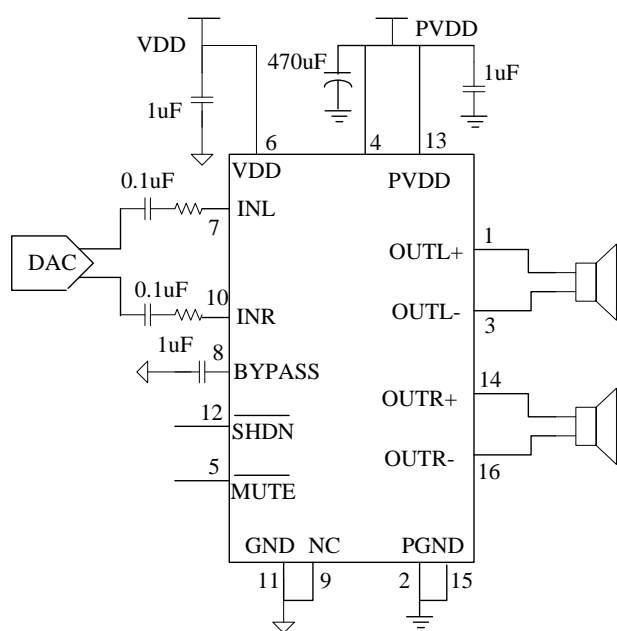 VDD
PVDD
470uF
1uF
1uF
6
4
13
VDD
PVDD
0.1uF
7
INL
DAC
1
OUTL+
0.1uF
10
INR
OUTL-
3
1uF
8
BYPASS
14
OUTR+
12
SHDN
OUTR-
16
5
MUTE
GND
NC
PGND
11
9
2
15